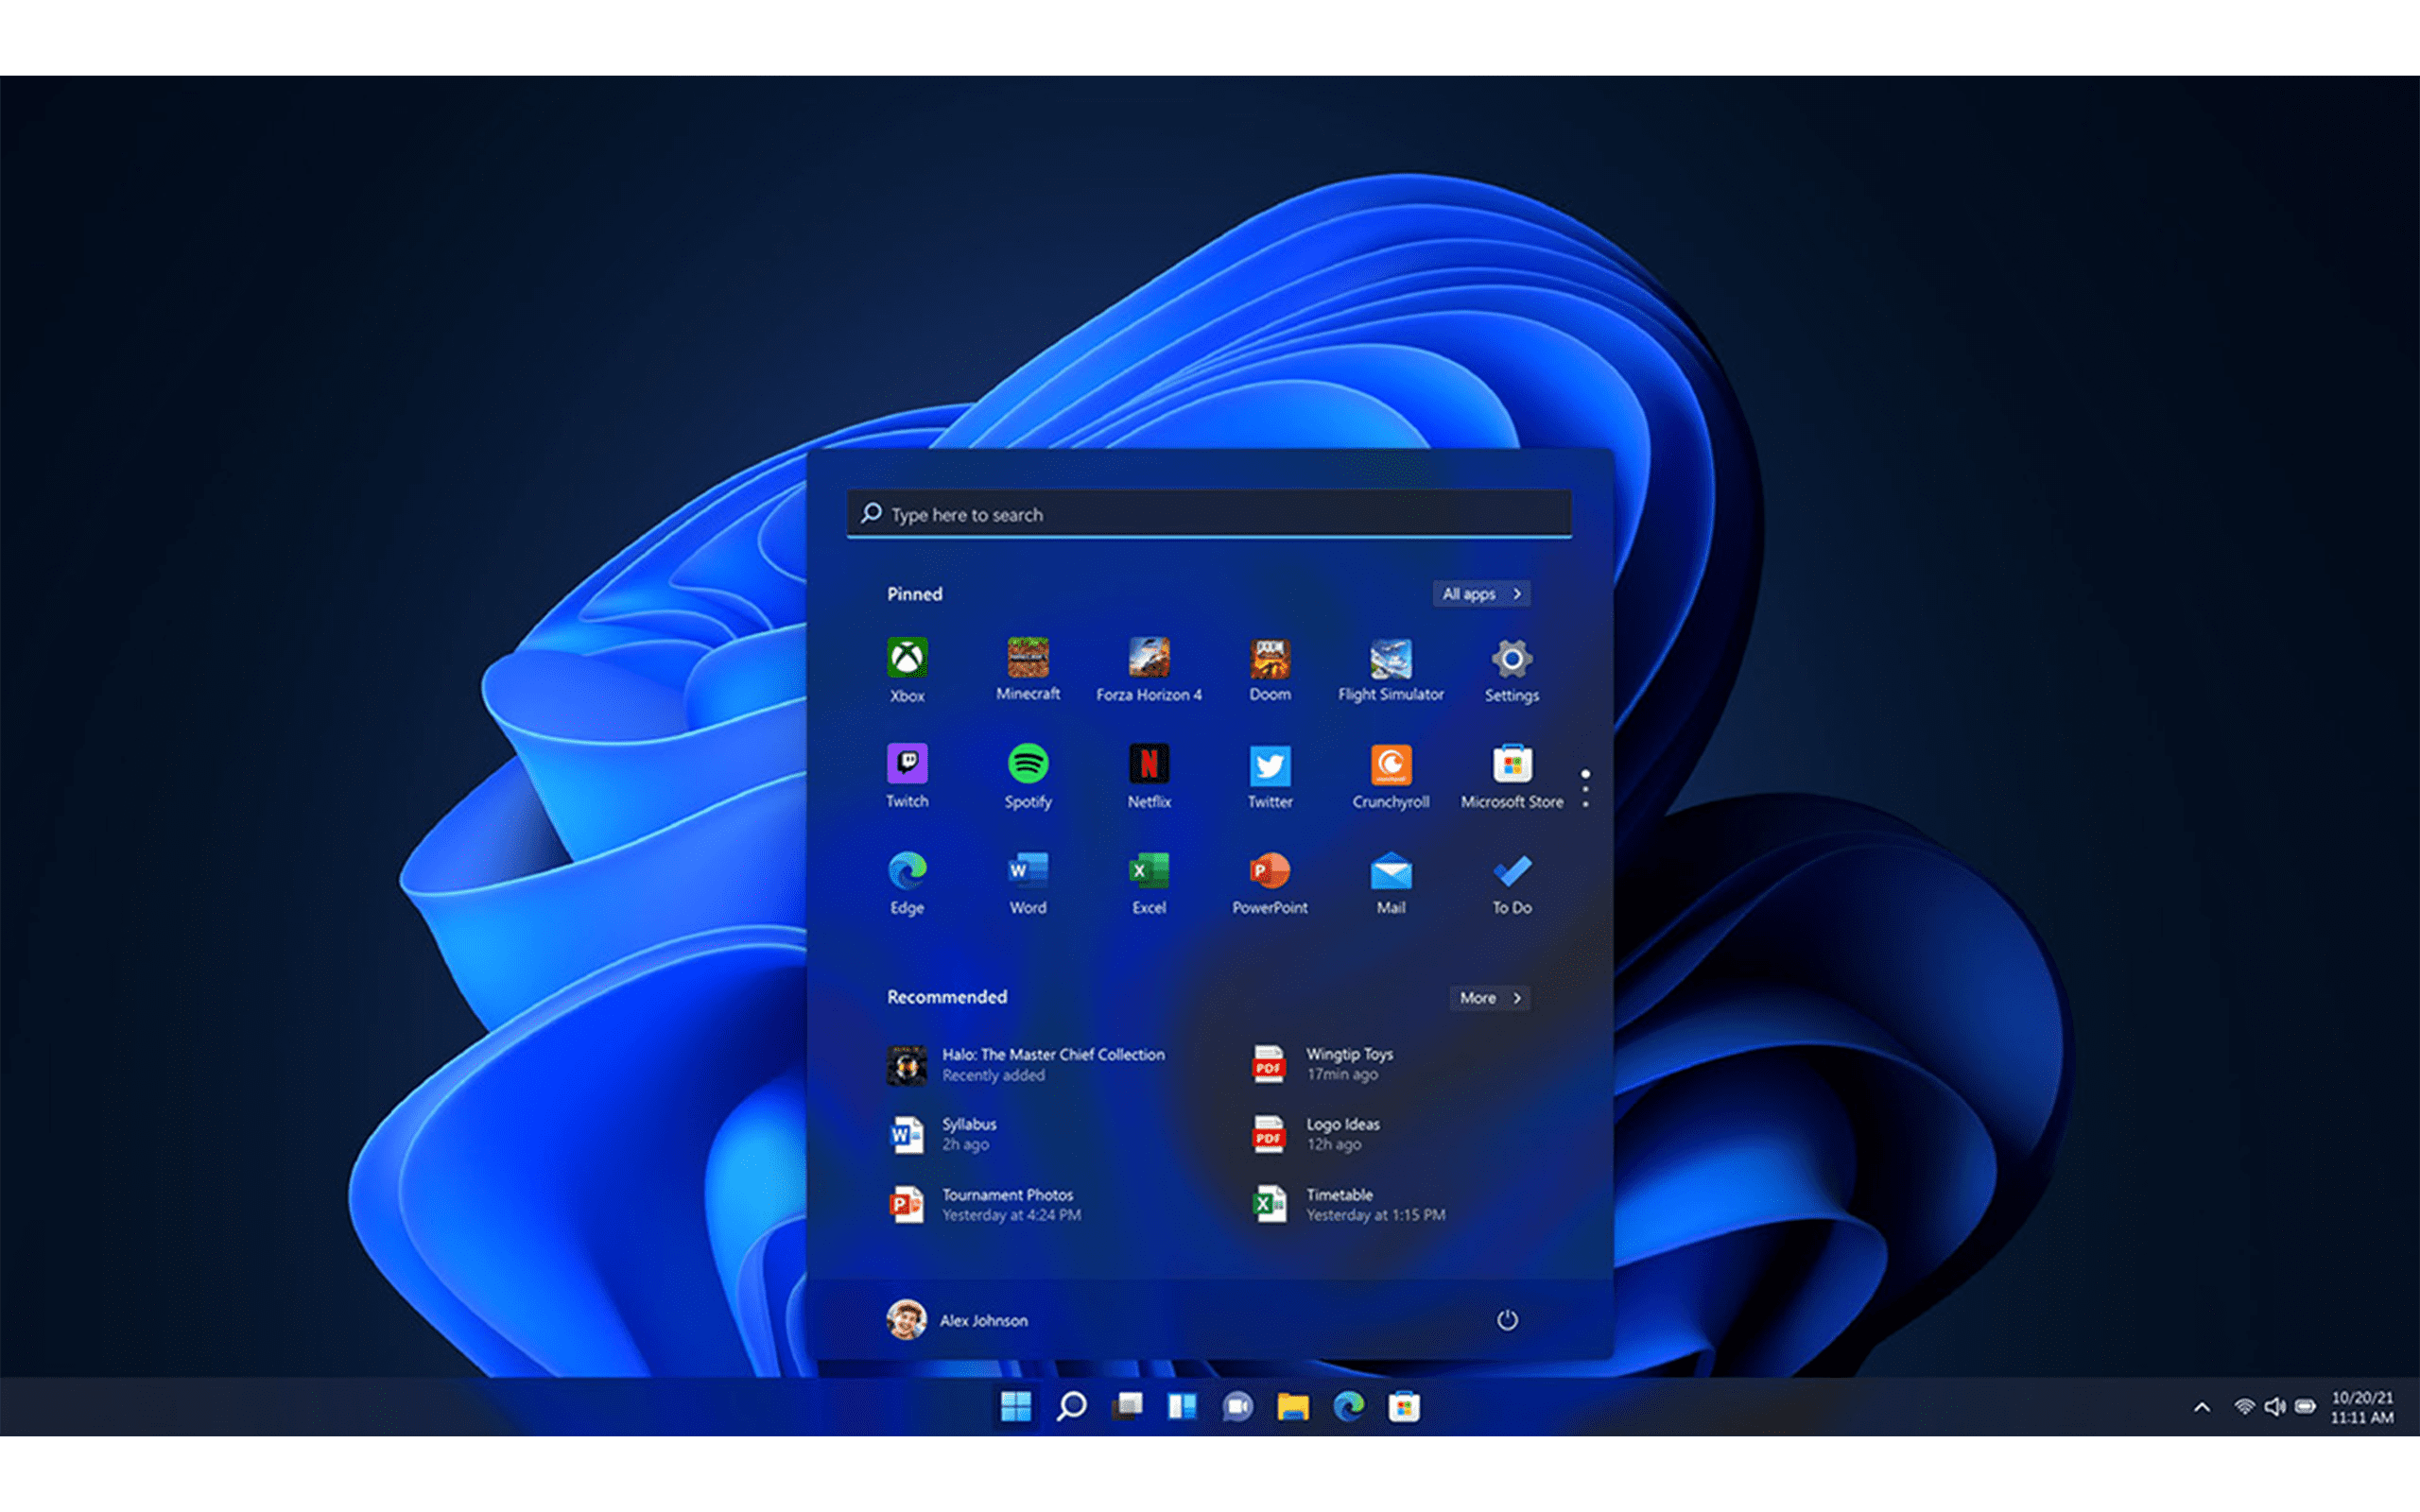 Type here to search
Pinned
All apps
Xbox
Minecraft
Forza Horizon 4
Doom
Flight Simulator
Settings
Twitch
Spotify
Netflix
Twitter
Crunchyroll
Microsoft Store
Edge
Word
Excel
PowerPoint
Mail
To Do
Recommended
More
Halo: The Master Chief Collection
Recently added
PDF
Wingtip Toys
17min ago
Syllabus
2h ago
PDF
Logo Ideas
12h ago
Tournament Photos
Yesterday at 4:24 PM
Timetable
Yesterday at 1:15 PM
Alex Johnson
10/20/21
11:11 AM